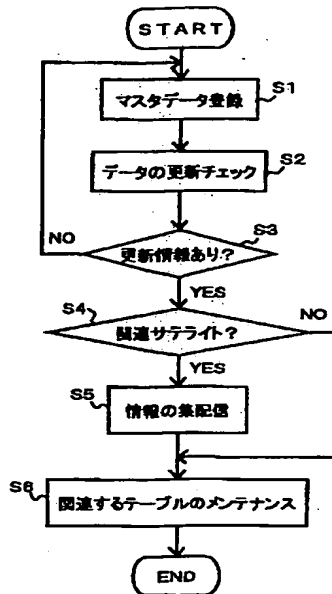 START
S1
マスタデータ登録
S2
データの更新チェック
S3
NO
更新情報あり?
YES
S4
NO
関連サテライト?
YES
S5
情報の集配信
S6
関連するテーブルのメンテナンス
END